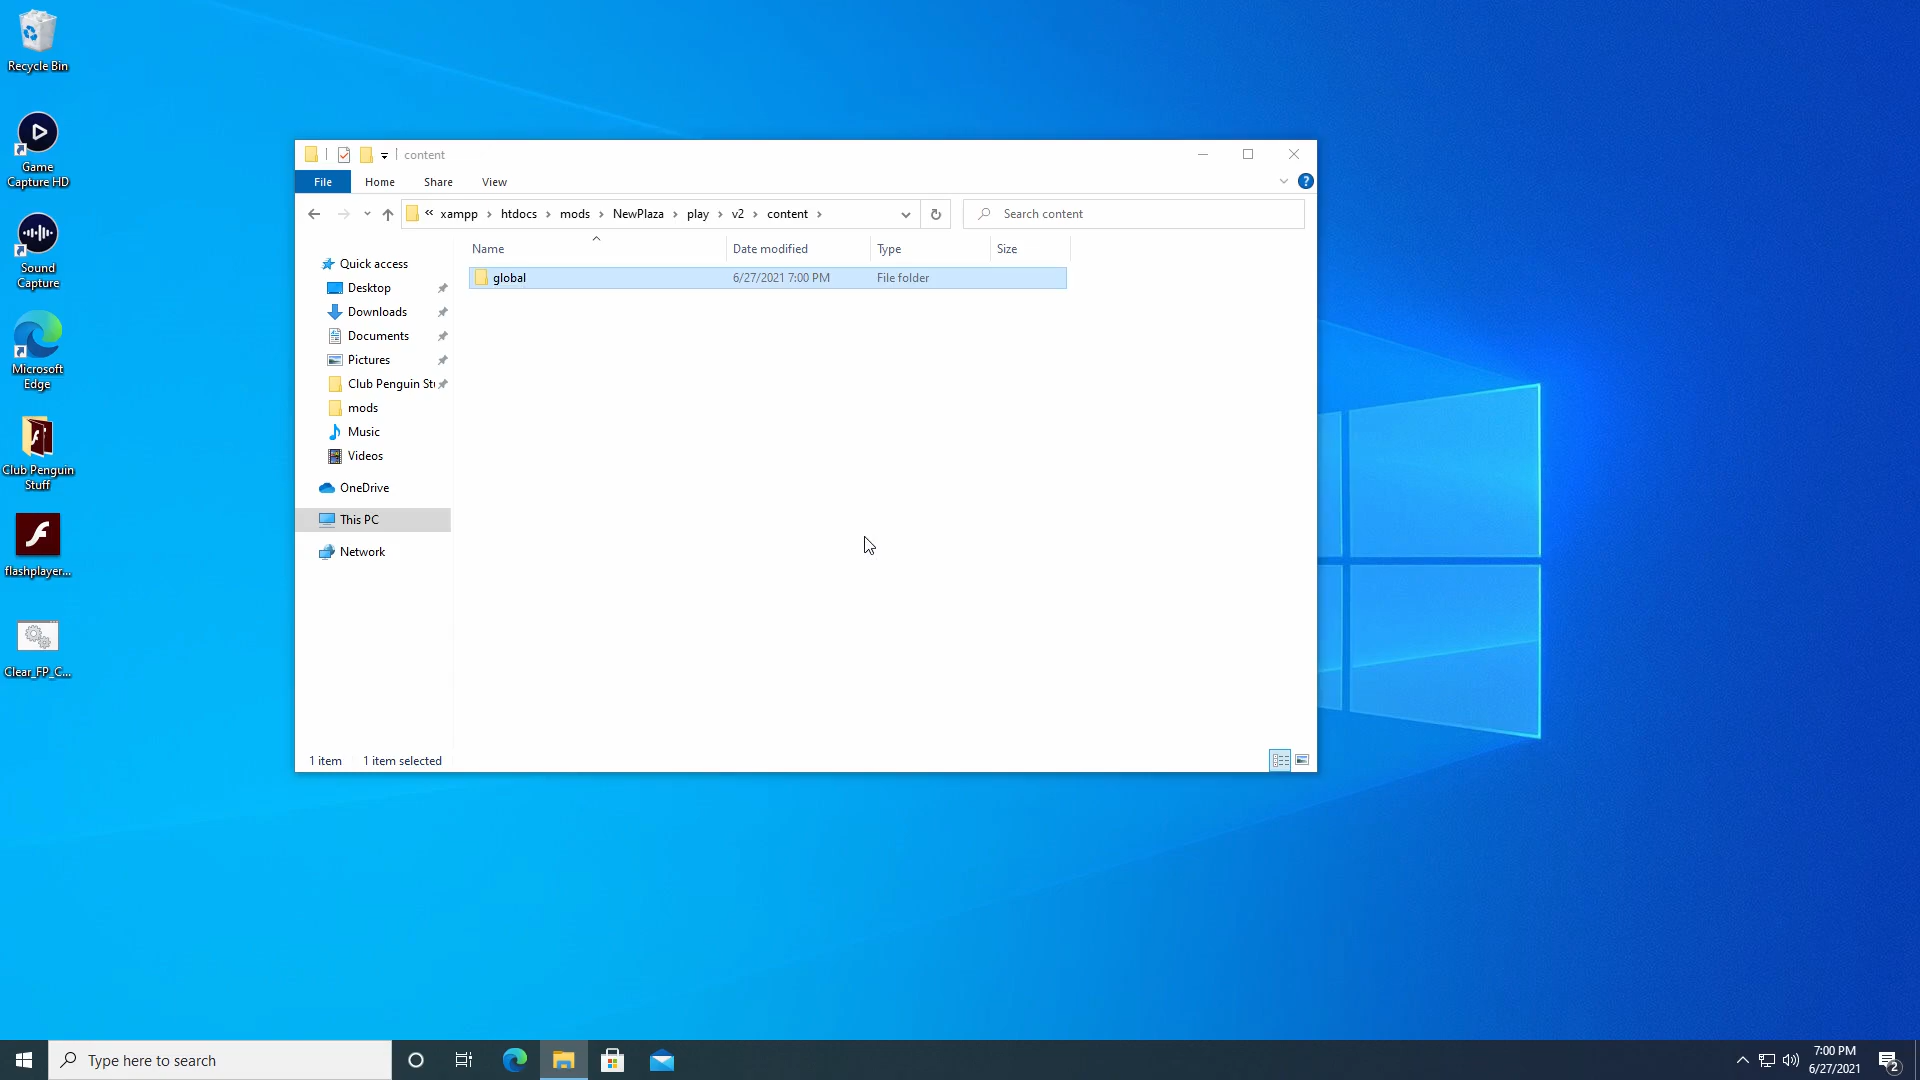 Recycle Bin
Game
Capture HD
Sound
Capture
Microsoft
Edge
Club Penguin
Stuff
flashplayer...
Clear_FP_C...
content
File
Home
Share
View
« xampp › htdocs › mods › NewPlaza › play › v2 › content ›
Search content
Name
Date modified
Type
Size
global
6/27/2021 7:00 PM
File folder
Quick access
Desktop
Downloads
Documents
Pictures
Club Penguin Stu
mods
Music
Videos
OneDrive
This PC
Network
1 item
1 item selected
Type here to search
7:00 PM
6/27/2021
2